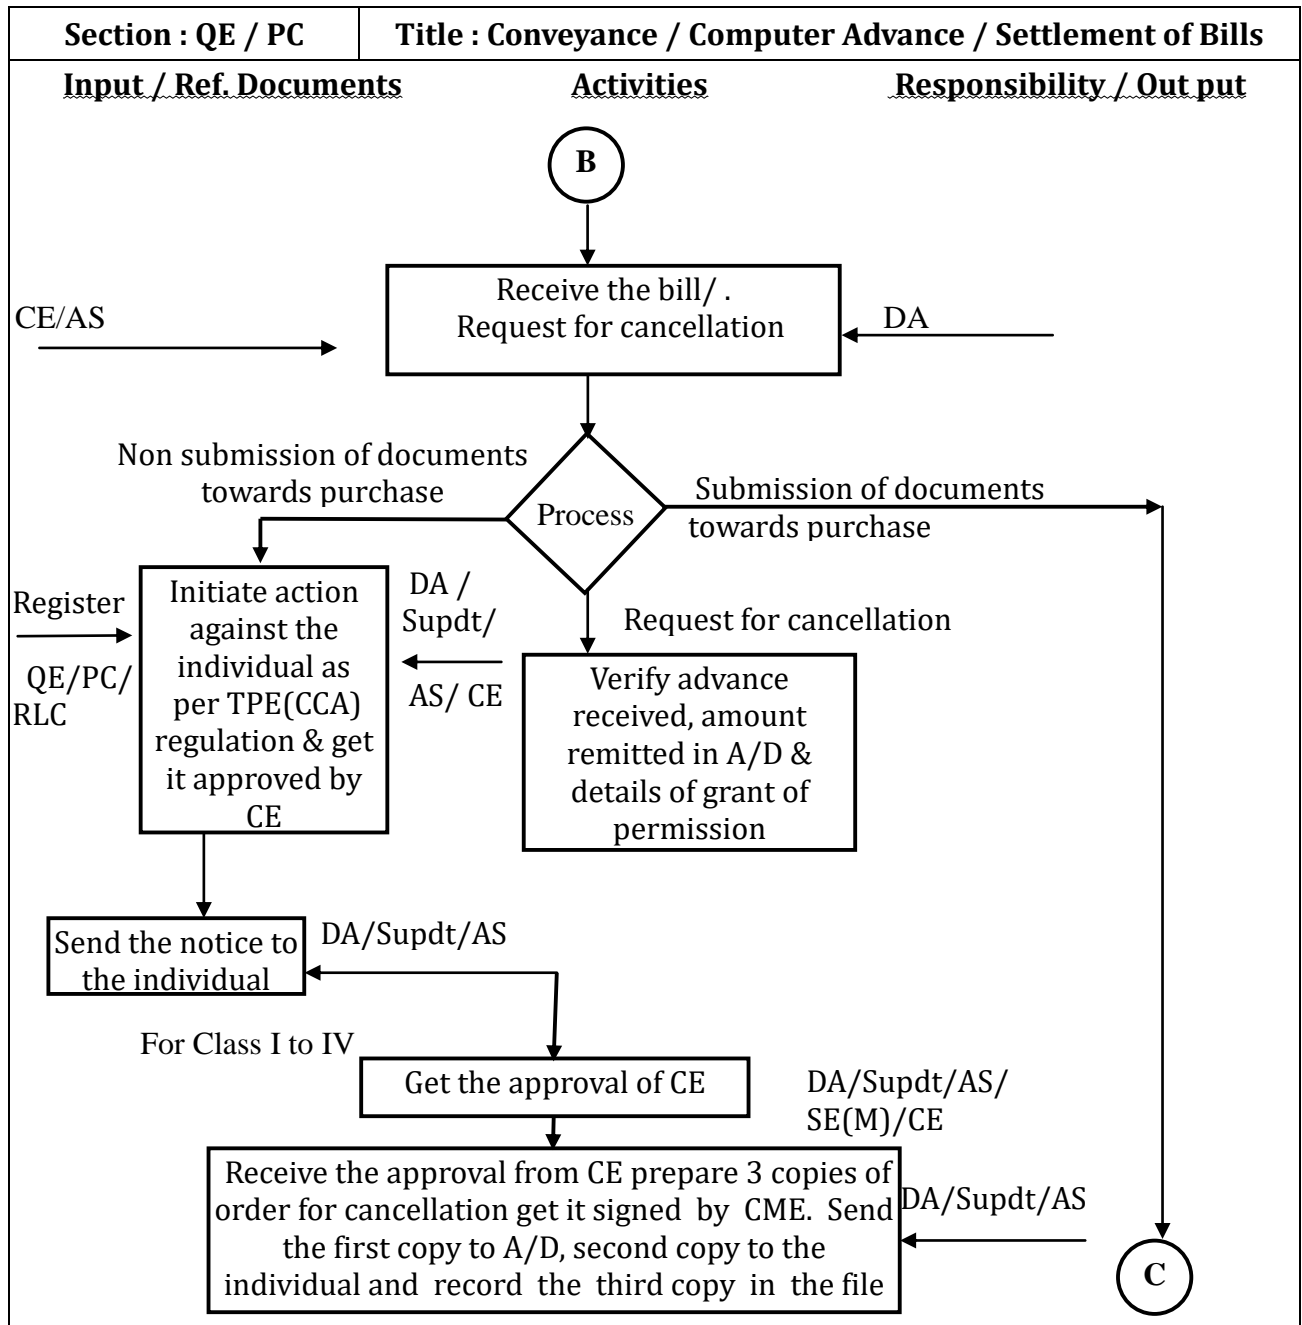 Section : QE / PC
Title : Conveyance / Computer Advance / Settlement of Bills
Input / Ref. Documents
Activities
Responsibility / Out put
B
Receive the bill/ .
Request for cancellation
CE/AS
DA
Non submission of documents
towards purchase
Process
Submission of documents
towards purchase
Register
QE/PC/
RLC
Initiate action
against the
individual as
per TPE(CCA)
regulation & get
it approved by
CE
DA /
Supdt/
AS/ CE
Request for cancellation
Verify advance
received, amount
remitted in A/D &
details of grant of
permission
Send the notice to
the individual
DA/Supdt/AS
For Class I to IV
Get the approval of CE
DA/Supdt/AS/
SE(M)/CE
Receive the approval from CE prepare 3 copies of
order for cancellation get it signed by CME. Send
the first copy to A/D, second copy to the
individual and record the third copy in the file
DA/Supdt/AS
C